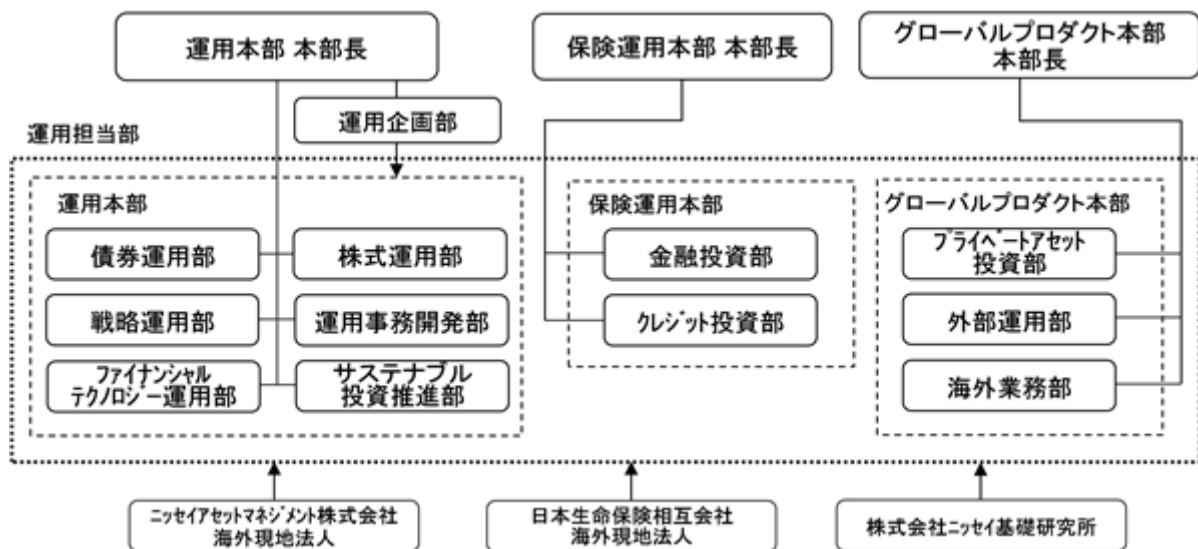 運用本部 本部長
保険運用本部 本部長
グローバルプロダクト本部
本部長
運用企画部
運用担当部
運用本部
債券運用部
株式運用部
戦略運用部
運用事務開発部
ファイナンシャル
テクノロジー運用部
サステナブル
投資推進部
保険運用本部
金融投資部
クレジット投資部
グローバルプロダクト本部
プライベートアセット
投資部
外部運用部
海外業務部
ニッセイアセットマネジメント株式会社
海外現地法人
日本生命保険相互会社
海外現地法人
株式会社ニッセイ基礎研究所